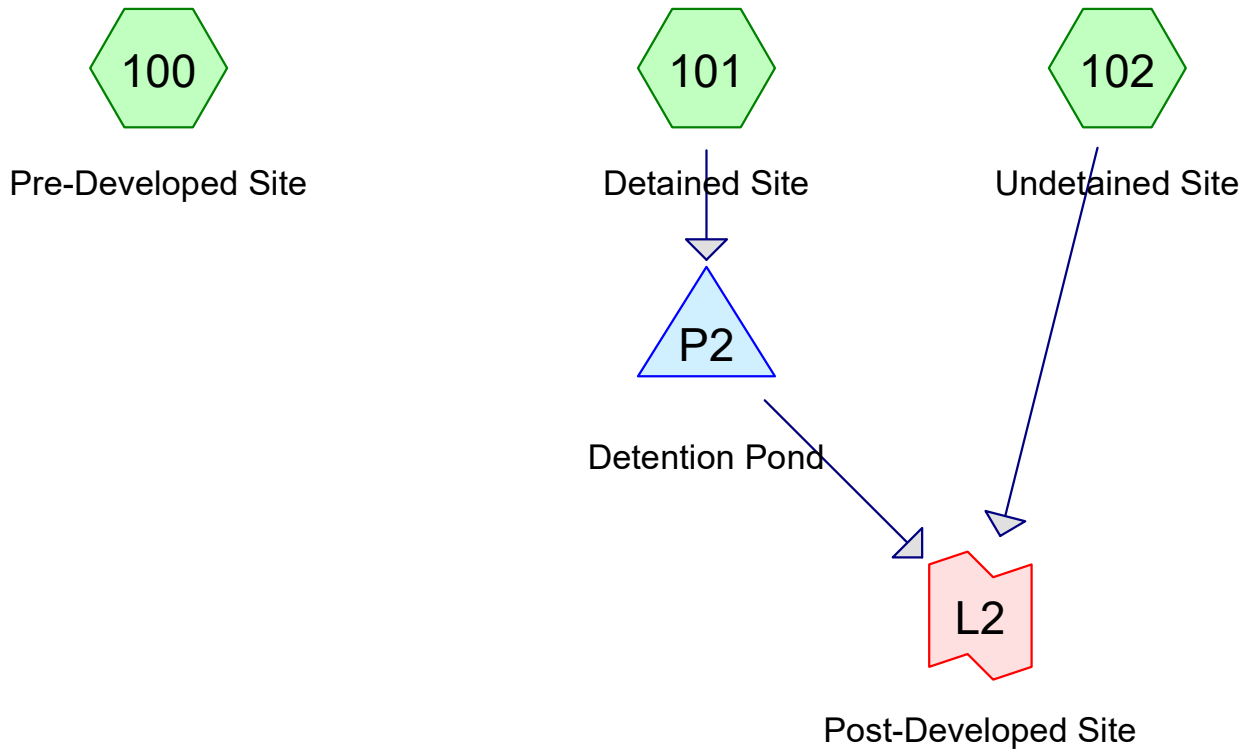 100
101
102
Pre-Developed Site
Detained Site
Undetained Site
P2
Detention Pond
L2
Post-Developed Site